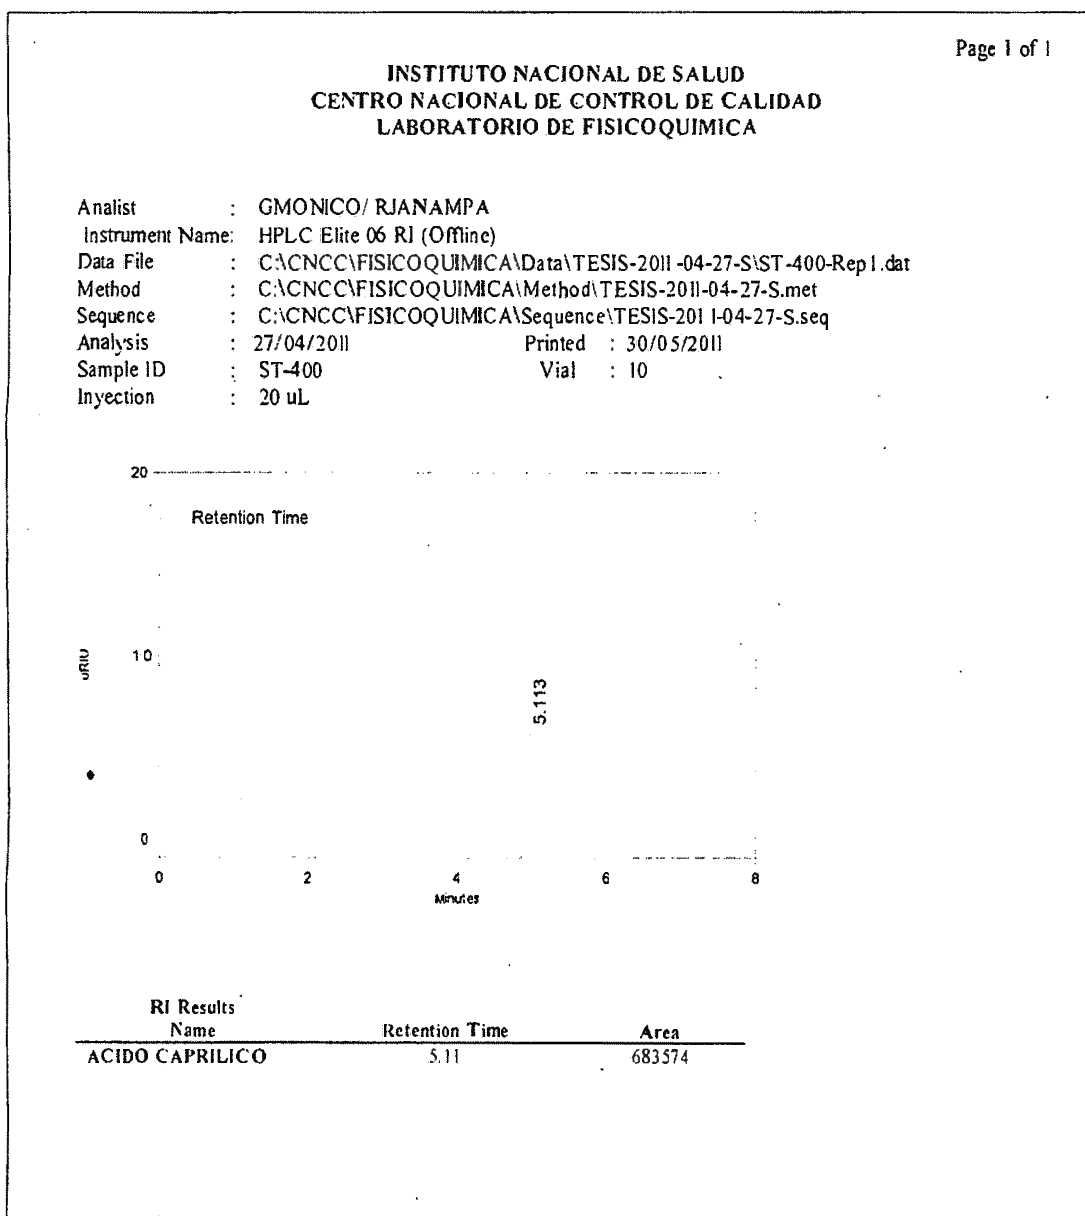 Page 1 of 1
INSTITUTO NACIONAL DE SALUD
CENTRO NACIONAL DE CONTROL DE CALIDAD
LABORATORIO DE FISICOQUIMICA
Analist : GMONICO/ RJANAMPA
Instrument Name: HPLC Elite 06 RI (Offline)
Data File : C:\CNCC\FISICOQUIMICA\Data\TESIS-2011-04-27-S\ST-400-Rep1.dat
Method : C:\CNCC\FISICOQUIMICA\Method\TESIS-2011-04-27-S.met
Sequence : C:\CNCC\FISICOQUIMICA\Sequence\TESIS-2011-04-27-S.seq
Analysis : 27/04/2011 Printed : 30/05/2011
Sample ID : ST-400 Vial : 10
Inyection : 20 uL
20
Retention Time
10
5.113
0
0 2 4 6 8
Minutes
RI Results
Name Retention Time Area
ACIDO CAPRILICO 5.11 683574